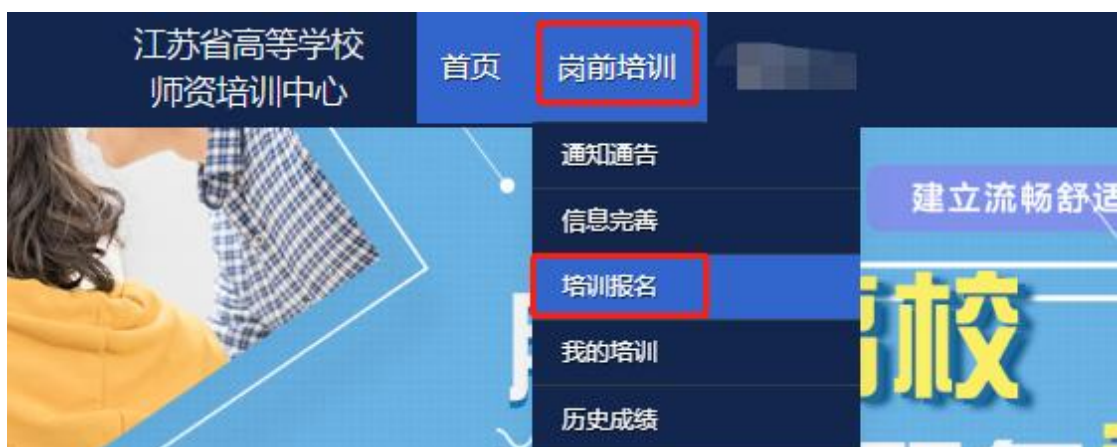 江苏省高等学校
师资培训中心
首页
岗前培训
通知通告
信息完善
培训报名
我的培训
历史成绩
建立流畅舒适
高校